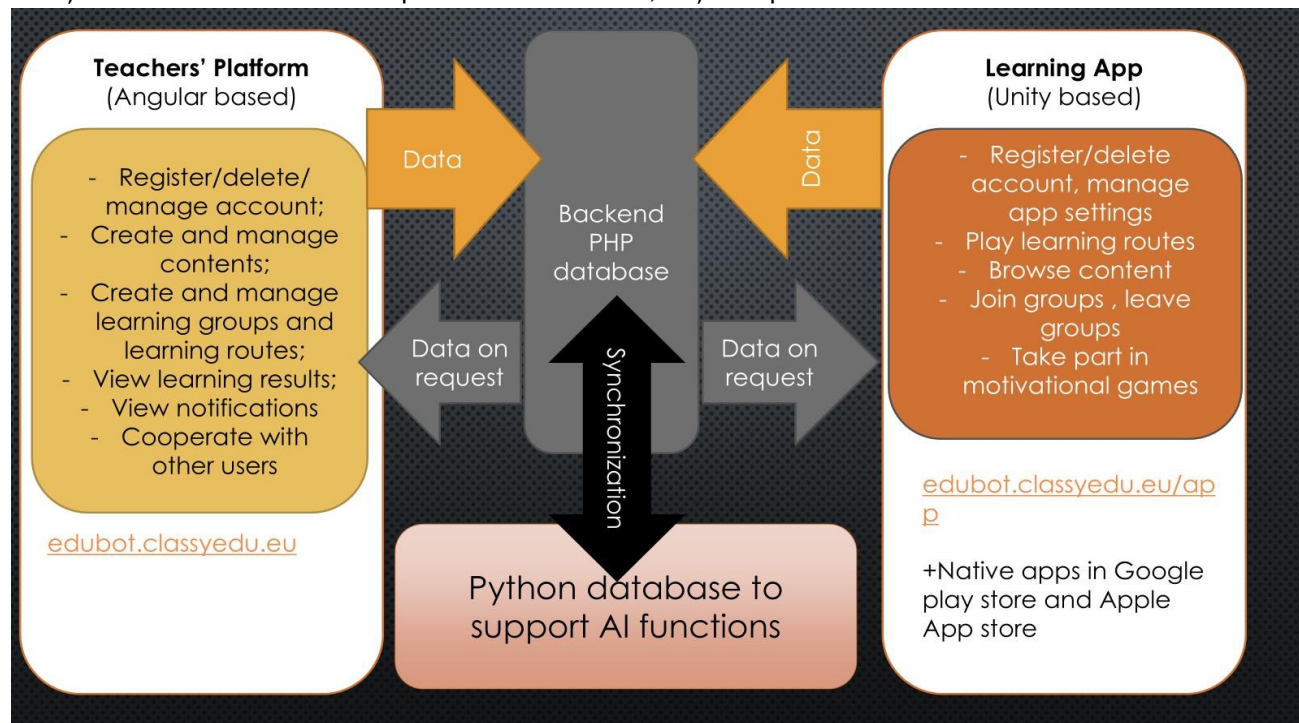 Teachers' Platform
(Angular based)
- Register/delete/
manage account;
- Create and manage
contents;
- Create and manage
learning groups and
learning routes;
- View learning results;
- View notifications
- Cooperate with
other users
edubot.classyedu.eu
Data
Data on
request
Backend
PHP
database
Synchronization
Python database to
support AI functions
Data
Data on
request
Learning App
(Unity based)
- Register/delete
account, manage
app settings
- Play learning routes
- Browse content
- Join groups , leave
groups
- Take part in
motivational games
edubot.classyedu.eu/ap
p
+Native apps in Google
play store and Apple
App store